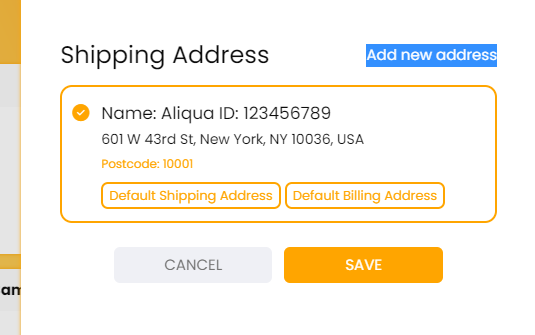 Shipping Address
Add new address
Name: Aliqua ID: 123456789
601 W 43rd St, New York, NY 10036, USA
Postcode: 10001
Default Shipping Address
Default Billing Address
CANCEL
SAVE